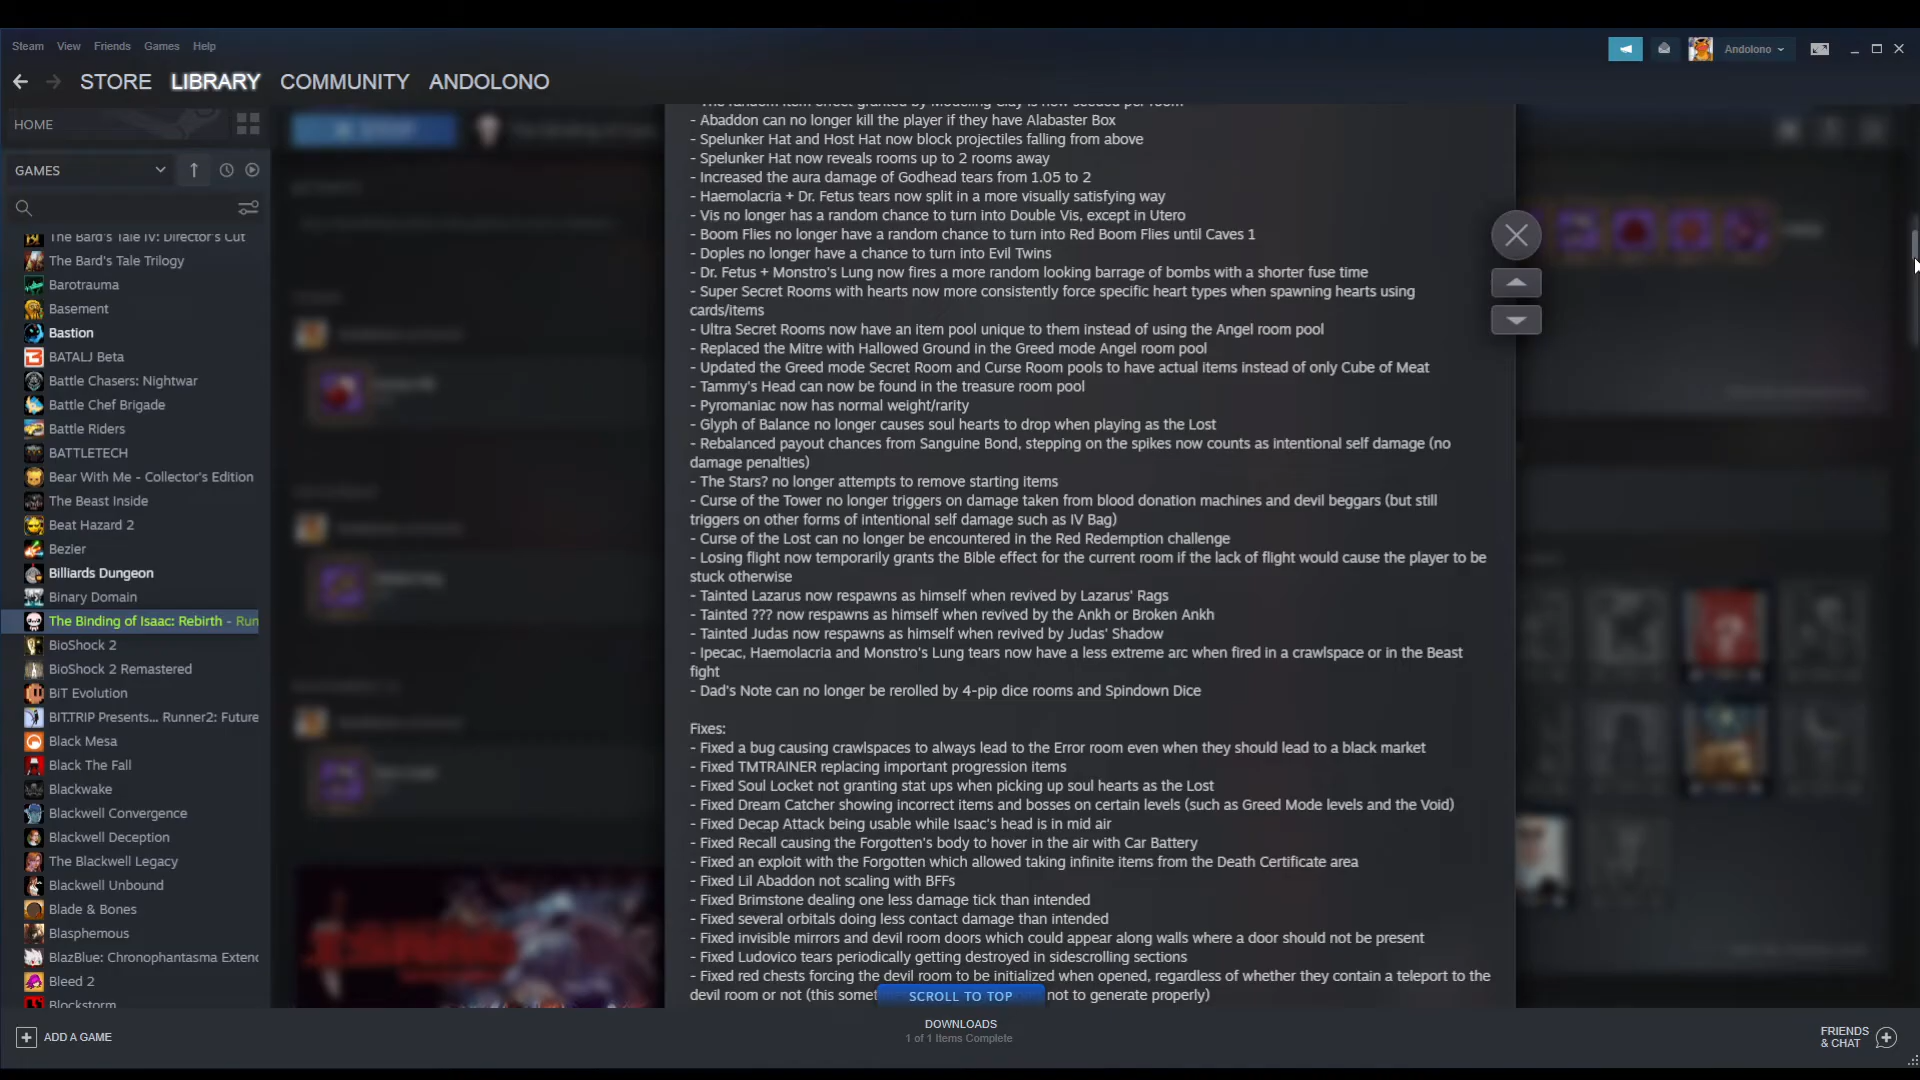 Steam View Friends Games Help
Andolono
STORE LIBRARY COMMUNITY ANDOLONO
HOME
GAMES
The Bard's Tale IV: Director's Cut
The Bard's Tale Trilogy
Barotrauma
Basement
Bastion
BATALJ Beta
Battle Chasers: Nightwar
Battle Chef Brigade
Battle Riders
BATTLETECH
Bear With Me - Collector's Edition
The Beast Inside
Beat Hazard 2
Bezier
Billiards Dungeon
Binary Domain
The Binding of Isaac: Rebirth - Run
BioShock 2
BioShock 2 Remastered
BiT Evolution
BIT.TRIP Presents... Runner2: Future
Black Mesa
Black The Fall
Blackwake
Blackwell Convergence
Blackwell Deception
The Blackwell Legacy
Blackwell Unbound
Blade & Bones
Blasphemous
BlazBlue: Chronophantasma Extend
Bleed 2
Blockstorm
- The random item effect granted by Modeling Clay is now seeded per room
- Abaddon can no longer kill the player if they have Alabaster Box
- Spelunker Hat and Host Hat now block projectiles falling from above
- Spelunker Hat now reveals rooms up to 2 rooms away
- Increased the aura damage of Godhead tears from 1.05 to 2
- Haemolacria + Dr. Fetus tears now split in a more visually satisfying way
- Vis no longer has a random chance to turn into Double Vis, except in Utero
- Boom Flies no longer have a random chance to turn into Red Boom Flies until Caves 1
- Doples no longer have a chance to turn into Evil Twins
- Dr. Fetus + Monstro's Lung now fires a more random looking barrage of bombs with a shorter fuse time
- Super Secret Rooms with hearts now more consistently force specific heart types when spawning hearts using
cards/items
- Ultra Secret Rooms now have an item pool unique to them instead of using the Angel room pool
- Replaced the Mitre with Hallowed Ground in the Greed mode Angel room pool
- Updated the Greed mode Secret Room and Curse Room pools to have actual items instead of only Cube of Meat
- Tammy's Head can now be found in the treasure room pool
- Pyromaniac now has normal weight/rarity
- Glyph of Balance no longer causes soul hearts to drop when playing as the Lost
- Rebalanced payout chances from Sanguine Bond, stepping on the spikes now counts as intentional self damage (no
damage penalties)
- The Stars? no longer attempts to remove starting items
- Curse of the Tower no longer triggers on damage taken from blood donation machines and devil beggars (but still
triggers on other forms of intentional self damage such as IV Bag)
- Curse of the Lost can no longer be encountered in the Red Redemption challenge
- Losing flight now temporarily grants the Bible effect for the current room if the lack of flight would cause the player to be
stuck otherwise
- Tainted Lazarus now respawns as himself when revived by Lazarus' Rags
- Tainted ??? now respawns as himself when revived by the Ankh or Broken Ankh
- Tainted Judas now respawns as himself when revived by Judas' Shadow
- Ipecac, Haemolacria and Monstro's Lung tears now have a less extreme arc when fired in a crawlspace or in the Beast
fight
- Dad's Note can no longer be rerolled by 4-pip dice rooms and Spindown Dice
Fixes:
- Fixed a bug causing crawlspaces to always lead to the Error room even when they should lead to a black market
- Fixed TMTRAINER replacing important progression items
- Fixed Soul Locket not granting stat ups when picking up soul hearts as the Lost
- Fixed Dream Catcher showing incorrect items and bosses on certain levels (such as Greed Mode levels and the Void)
- Fixed Decap Attack being usable while Isaac's head is in mid air
- Fixed Recall causing the Forgotten's body to hover in the air with Car Battery
- Fixed an exploit with the Forgotten which allowed taking infinite items from the Death Certificate area
- Fixed Lil Abaddon not scaling with BFFs
- Fixed Brimstone dealing one less damage tick than intended
- Fixed several orbitals doing less contact damage than intended
- Fixed invisible mirrors and devil room doors which could appear along walls where a door should not be present
- Fixed Ludovico tears periodically getting destroyed in sidescrolling sections
- Fixed red chests forcing the devil room to be initialized when opened, regardless of whether they contain a teleport to the
devil room or not (this somet not to generate properly)
SCROLL TO TOP
ADD A GAME
DOWNLOADS
1 of 1 Items Complete
FRIENDS
& CHAT